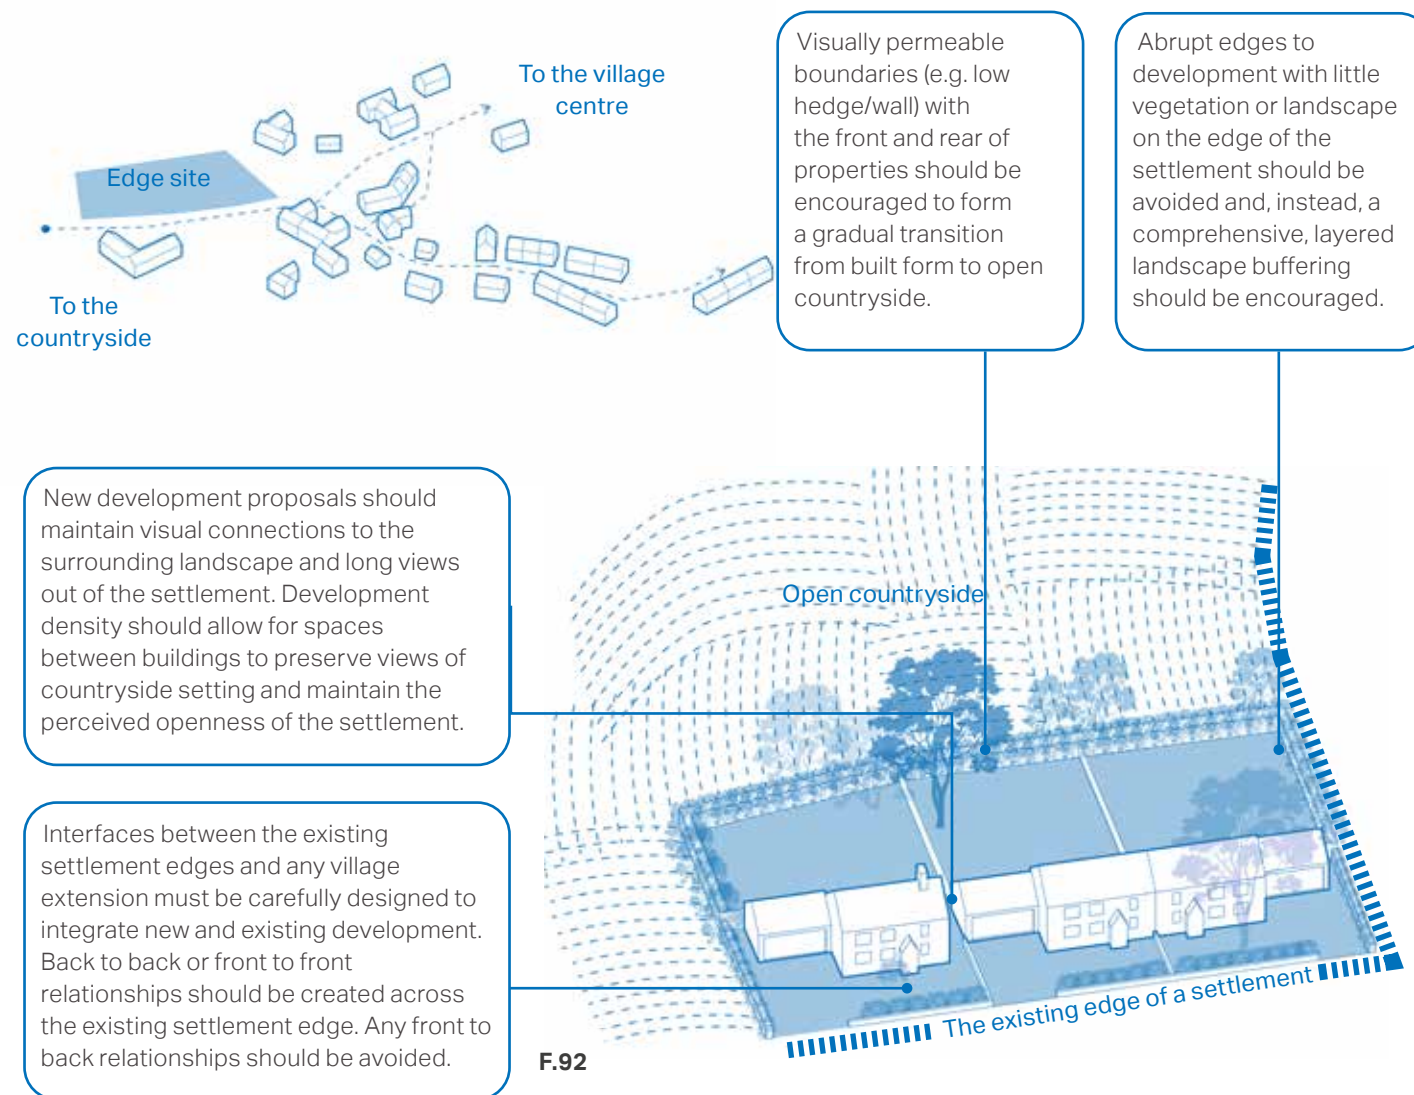 To the village
centre
Edge site
To the
countryside
Visually permeable
boundaries (e.g. low
hedge/wall) with
the front and rear of
properties should be
encouraged to form
a gradual transition
from built form to open
countryside.
Abrupt edges to
development with little
vegetation or landscape
on the edge of the
settlement should be
avoided and, instead, a
comprehensive, layered
landscape buffering
should be encouraged.
New development proposals should
maintain visual connections to the
surrounding landscape and long views
out of the settlement. Development
density should allow for spaces
between buildings to preserve views of
countryside setting and maintain the
perceived openness of the settlement.
Open countryside
Interfaces between the existing
settlement edges and any village
extension must be carefully designed to
integrate new and existing development.
Back to back or front to front
relationships should be created across
the existing settlement edge. Any front to
back relationships should be avoided.
The existing edge of a settlement
F.92